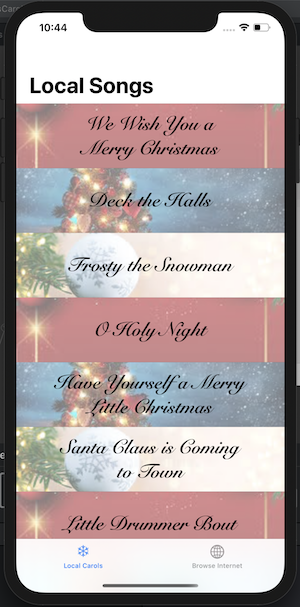 10:44
Local Songs
We Wish You a
Merry Christmas
Deck the Halls
Frosty the Snowman
O Holy Night
Have Yourself a Merry
Little Christmas
Santa Claus is Coming
to Town
Little Drummer Bout
Local Carols
Browse Internet